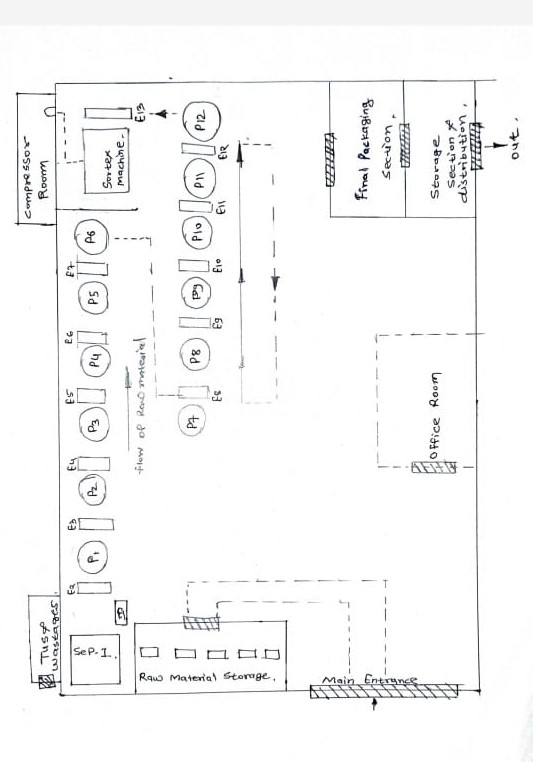 compressor
Room
Sortex
Machine.
E13
P12
E12
P11
E11
P10
E10
P9
E9
P8
E8
P7
P6
E7
P5
E6
P4
E5
P3
E4
P2
E3
P1
E2
flow of Raw material
Final Packaging
section.
Storage
section &
distribution.
out.
Office Room
Wastages
SeP-1.
Raw Material Storage.
Main Entrance